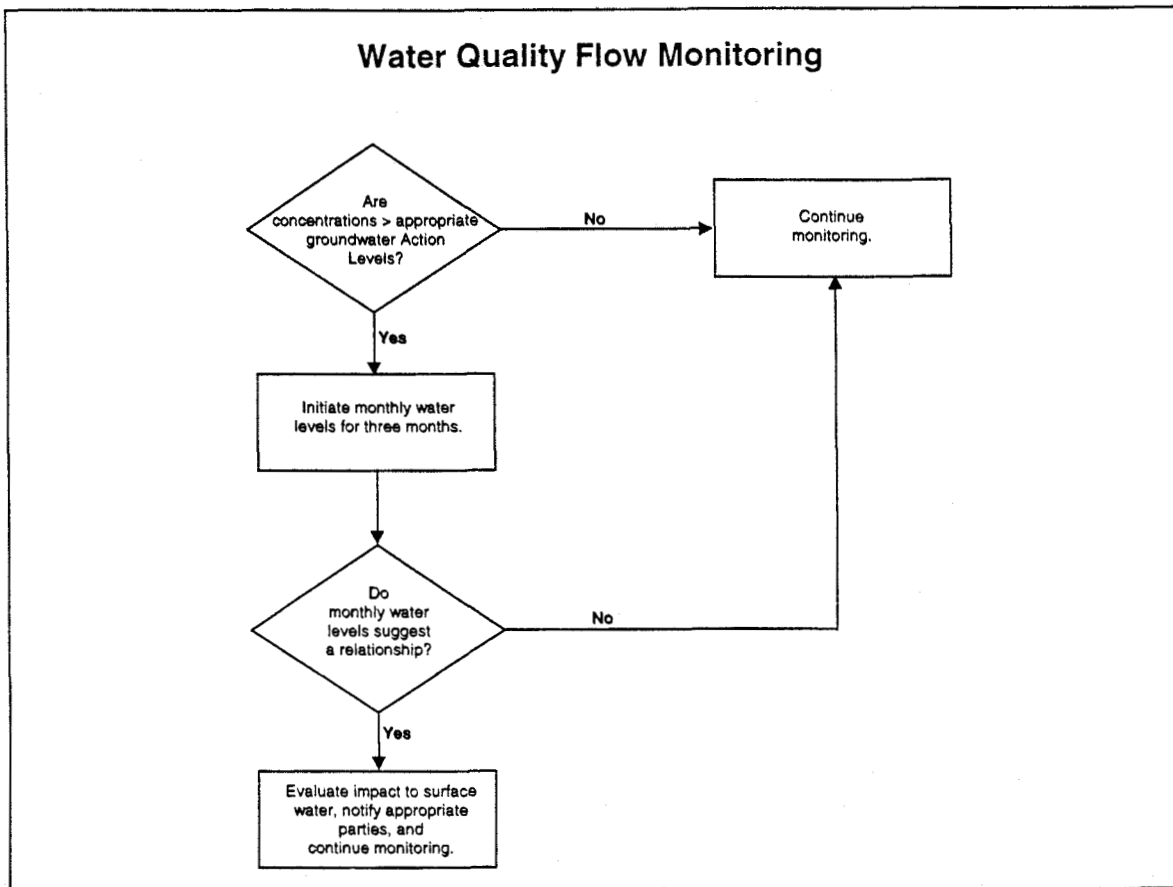 Water Quality Flow Monitoring
Are
concentrations > appropriate
groundwater Action
Levels?
No
Continue
monitoring.
Yes
Initiate monthly water
levels for three months.
Do
monthly water
levels suggest
a relationship?
No
Yes
Evaluate impact to surface
water, notify appropriate
parties, and
continue monitoring.